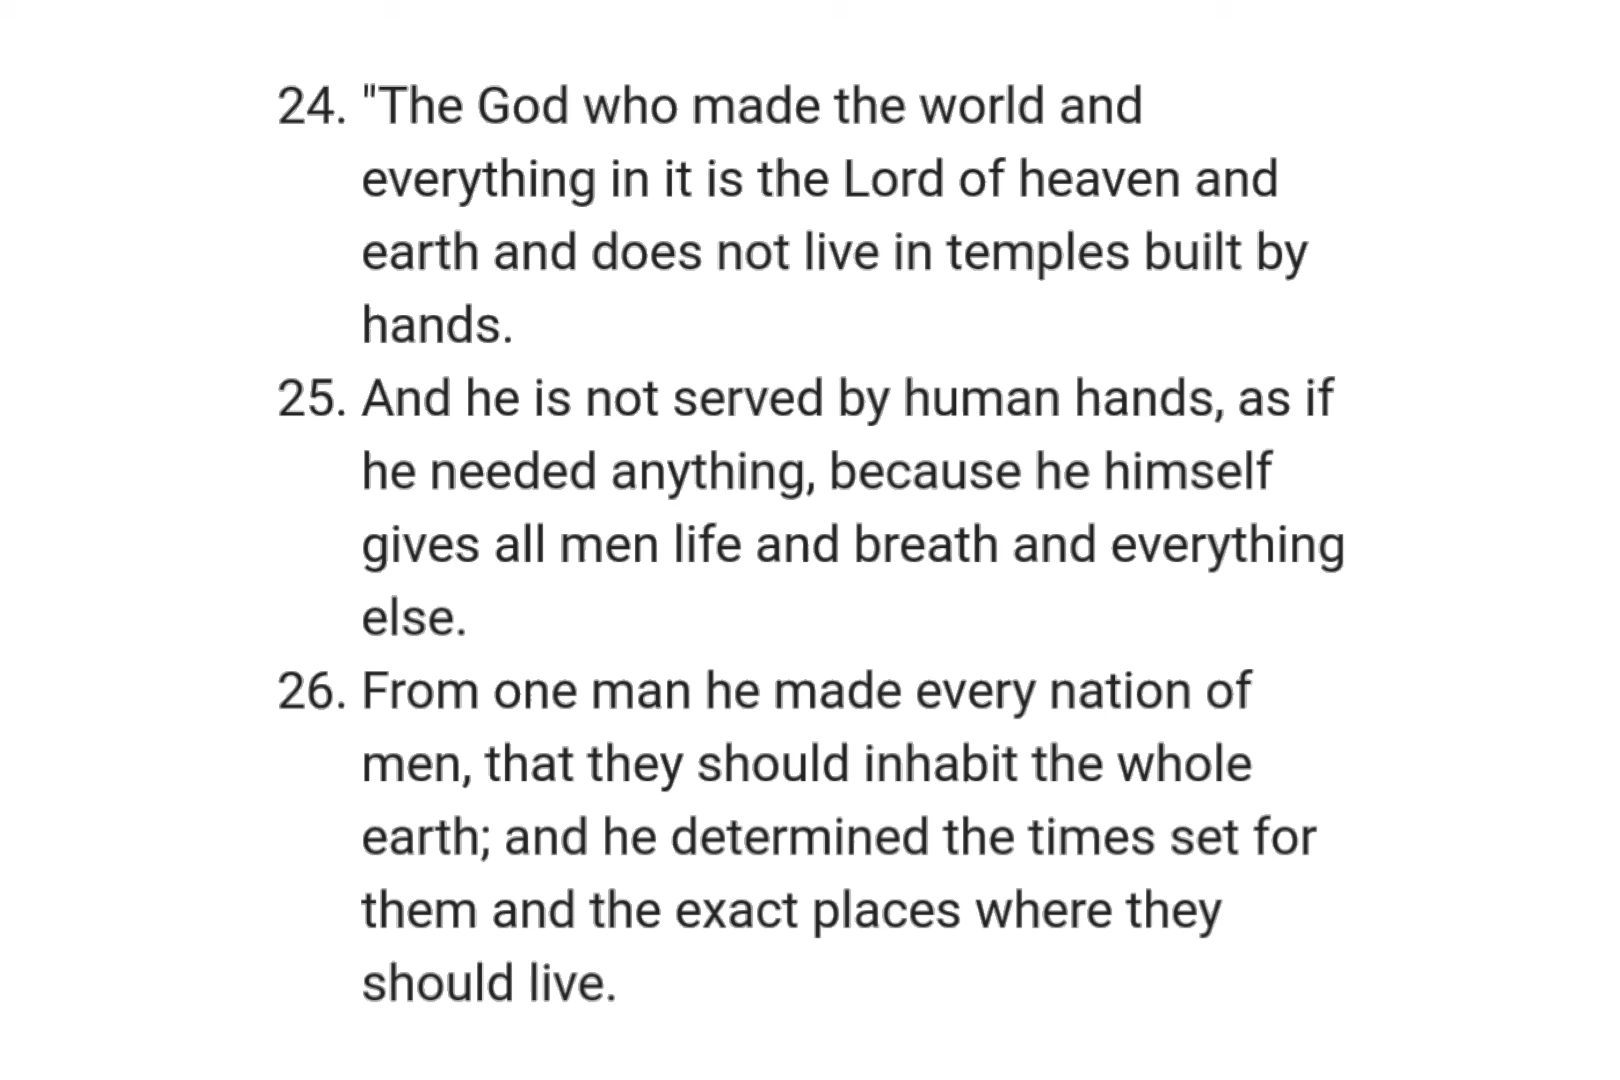 24. "The God who made the world and
everything in it is the Lord of heaven and
earth and does not live in temples built by
hands.
25. And he is not served by human hands, as if
he needed anything, because he himself
gives all men life and breath and everything
else.
26. From one man he made every nation of
men, that they should inhabit the whole
earth; and he determined the times set for
them and the exact places where they
should live.